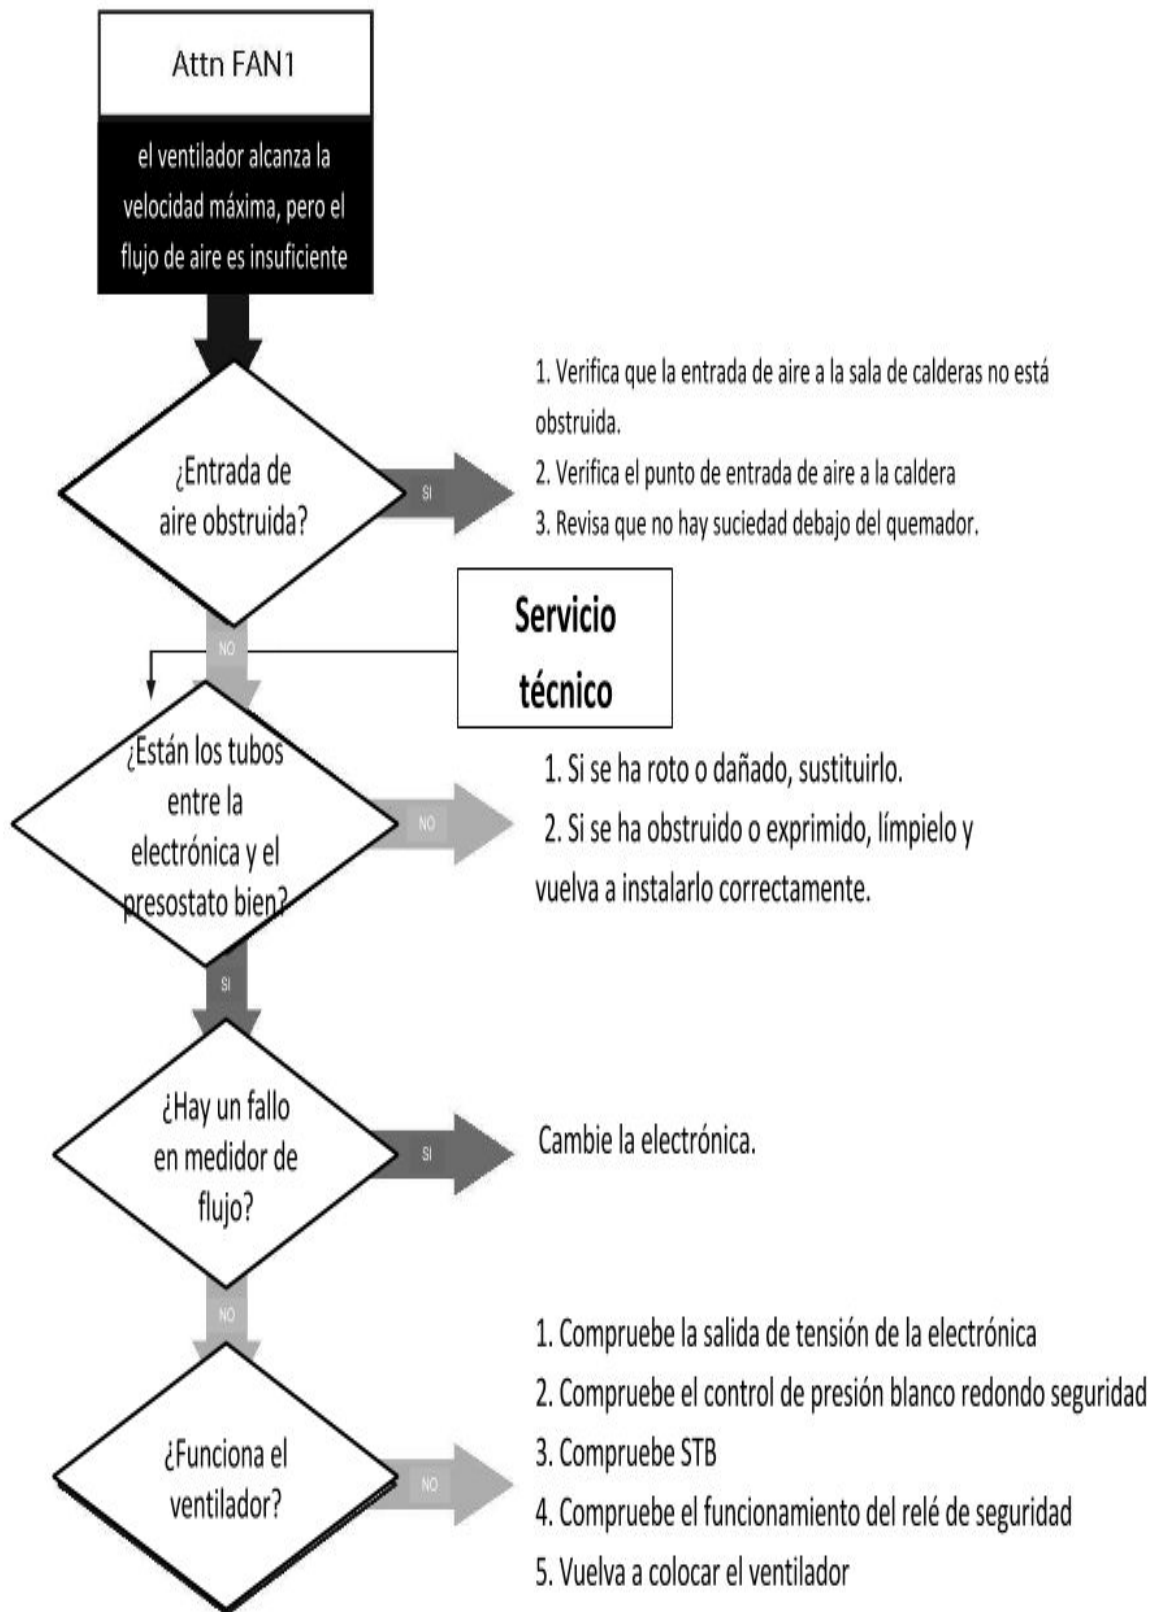 Attn FAN1
el ventilador alcanza la
velocidad máxima, pero el
flujo de aire es insuficiente
¿Entrada de
aire obstruida?
SI
1. Verifica que la entrada de aire a la sala de calderas no está
obstruida.
2. Verifica el punto de entrada de aire a la caldera
3. Revisa que no hay suciedad debajo del quemador.
NO
Servicio
técnico
¿Están los tubos
entre la
electrónica y el
presostato bien?
NO
1. Si se ha roto o dañado, sustituirlo.
2. Si se ha obstruido o exprimido, límpielo y
vuelva a instalarlo correctamente.
SI
¿Hay un fallo
en medidor de
flujo?
SI
Cambie la electrónica.
NO
¿Funciona el
ventilador?
NO
1. Compruebe la salida de tensión de la electrónica
2. Compruebe el control de presión blanco redondo seguridad
3. Compruebe STB
4. Compruebe el funcionamiento del relé de seguridad
5. Vuelva a colocar el ventilador